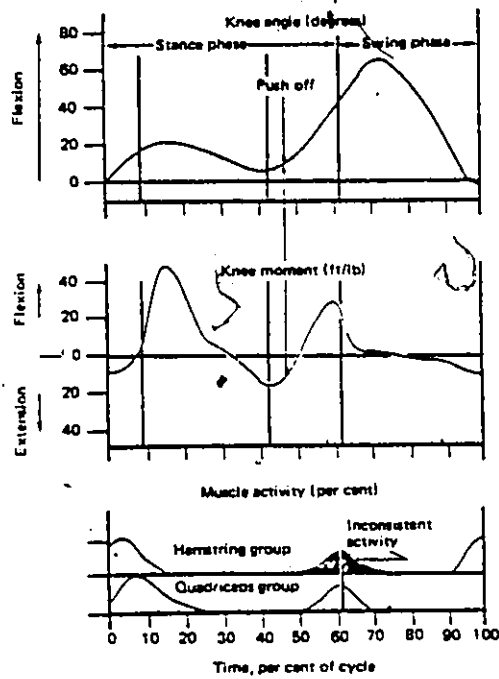 Knee angle (degrees)
Stance phase
Swing phase
Push off
Flexion
80
60
40
20
0
Knee moment (ft/lb)
Flexion
Extension
40
20
0
20
40
Muscle activity (per cent)
Inconsistent
activity
Hamstring group
Quadriceps group
0 10 20 30 40 50 60 70 80 90 100
Time, per cent of cycle